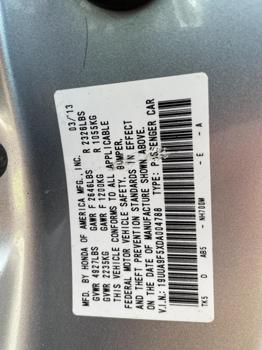 MFD. BY HONDA OF AMERICA MFG., INC. 03/13
GVWR 4927LBS GAWR F 2646LBS R 2326LBS
GVWR 2235KG GAWR F 1200KG R 1055KG
THIS VEHICLE CONFORMS TO ALL APPLICABLE
FEDERAL MOTOR VEHICLE SAFETY, BUMPER,
AND THEFT PREVENTION STANDARDS IN EFFECT
ON THE DATE OF MANUFACTURE SHOWN ABOVE.
V.I.N.: 19UUA9F5XDA004788 TYPE: PASSENGER CAR
TK5 D AB5 - NH700M - E - A